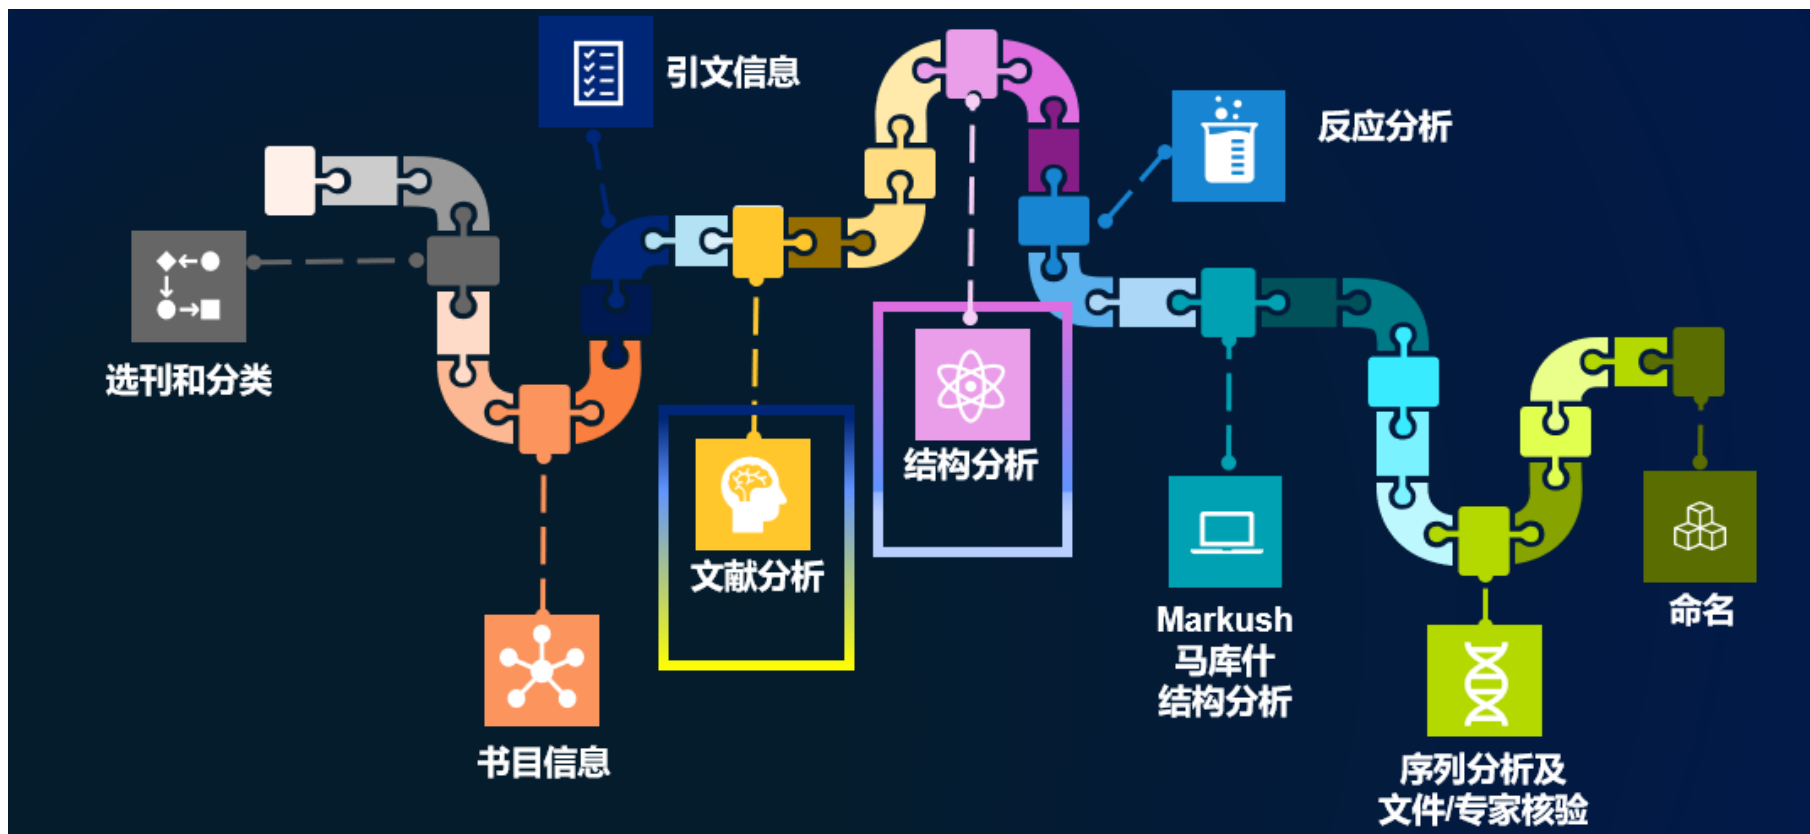 选刊和分类
书目信息
引文信息
文献分析
结构分析
反应分析
Markush
马库什
结构分析
序列分析及
文件/专家核验
命名